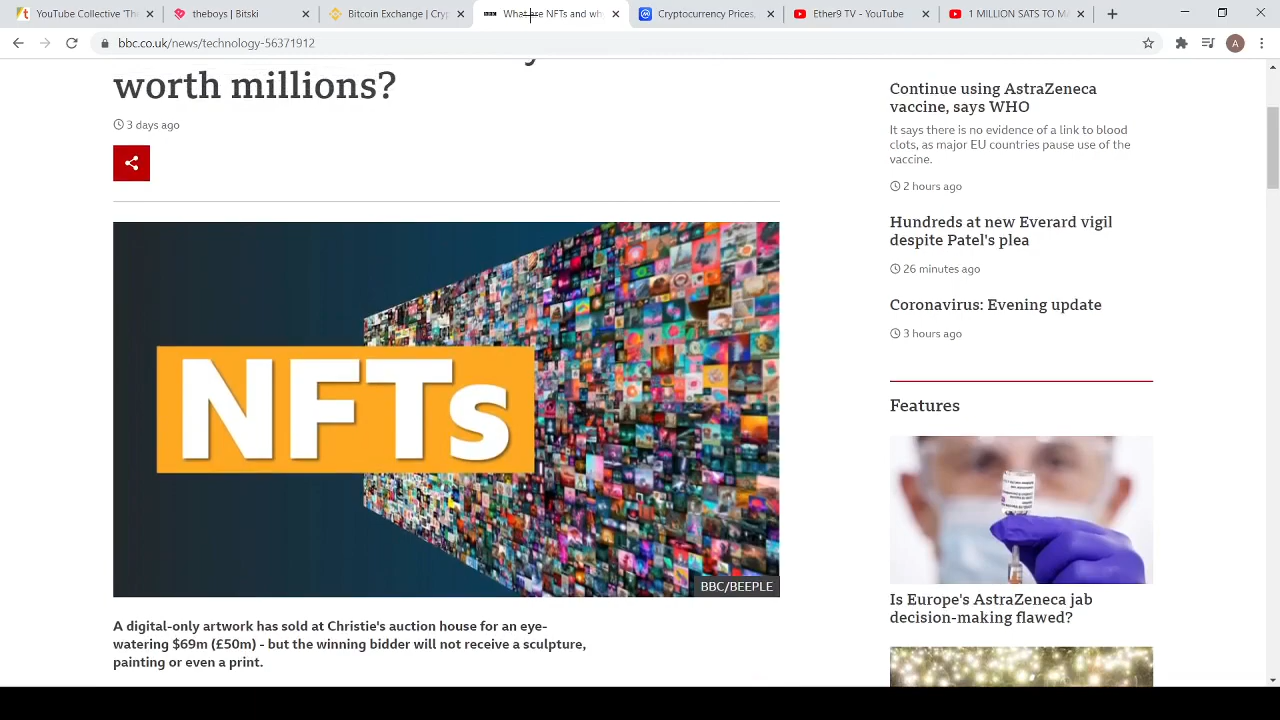 YouTube Collective 'Thi
theboys | Bitski
Bitcoin Exchange | Cryp
BBC
What are NFTs and wh
Cryptocurrency Prices,
Ether9 TV - YouTube
1 MILLION SATS TO MA
bbc.co.uk/news/technology-56371912
A
worth millions?
3 days ago
NFTs
BBC/BEEPLE
A digital-only artwork has sold at Christie's auction house for an eye-
watering $69m (£50m) - but the winning bidder will not receive a sculpture,
painting or even a print.
Continue using AstraZeneca
vaccine, says WHO
It says there is no evidence of a link to blood
clots, as major EU countries pause use of the
vaccine.
2 hours ago
Hundreds at new Everard vigil
despite Patel's plea
26 minutes ago
Coronavirus: Evening update
3 hours ago
Features
Is Europe's AstraZeneca jab
decision-making flawed?